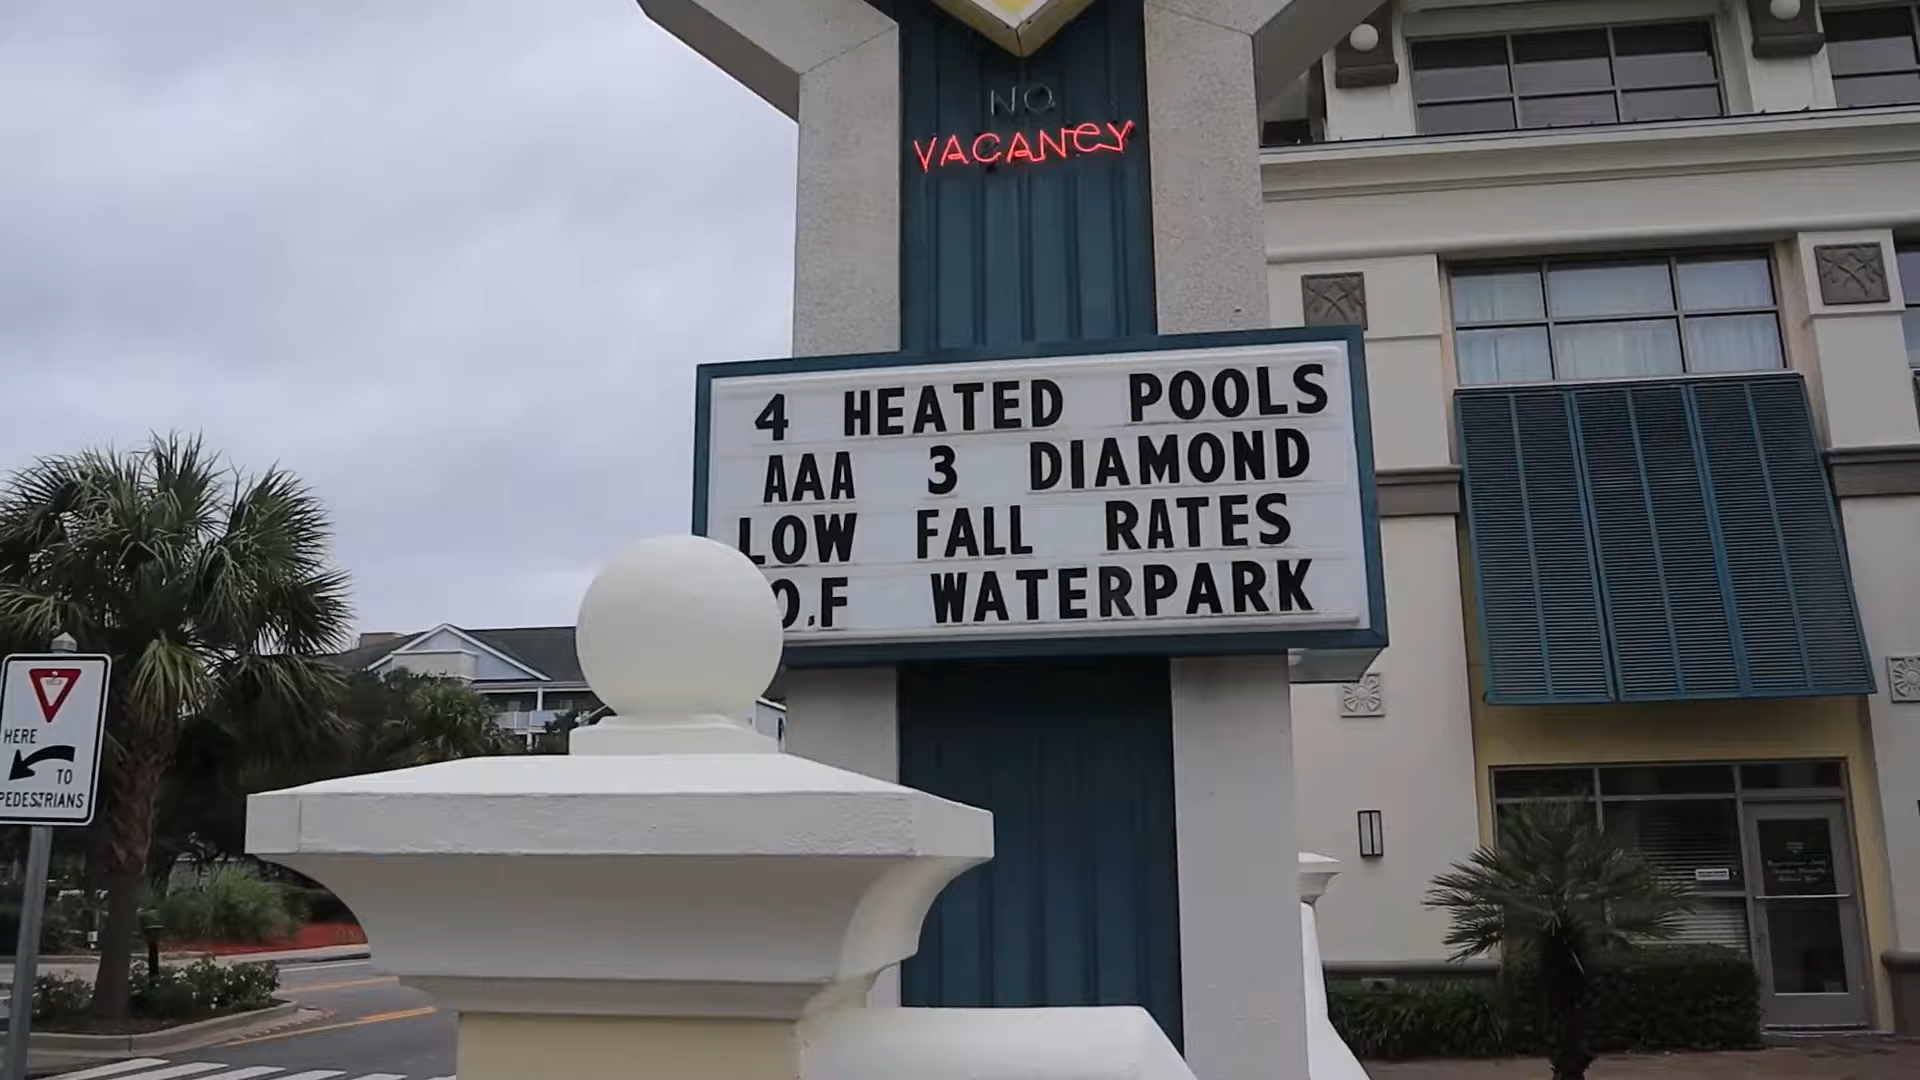 NO
VACANCY
4 HEATED POOLS
AAA 3 DIAMOND
LOW FALL RATES
O.F WATERPARK
HERE
TO
PEDESTRIANS